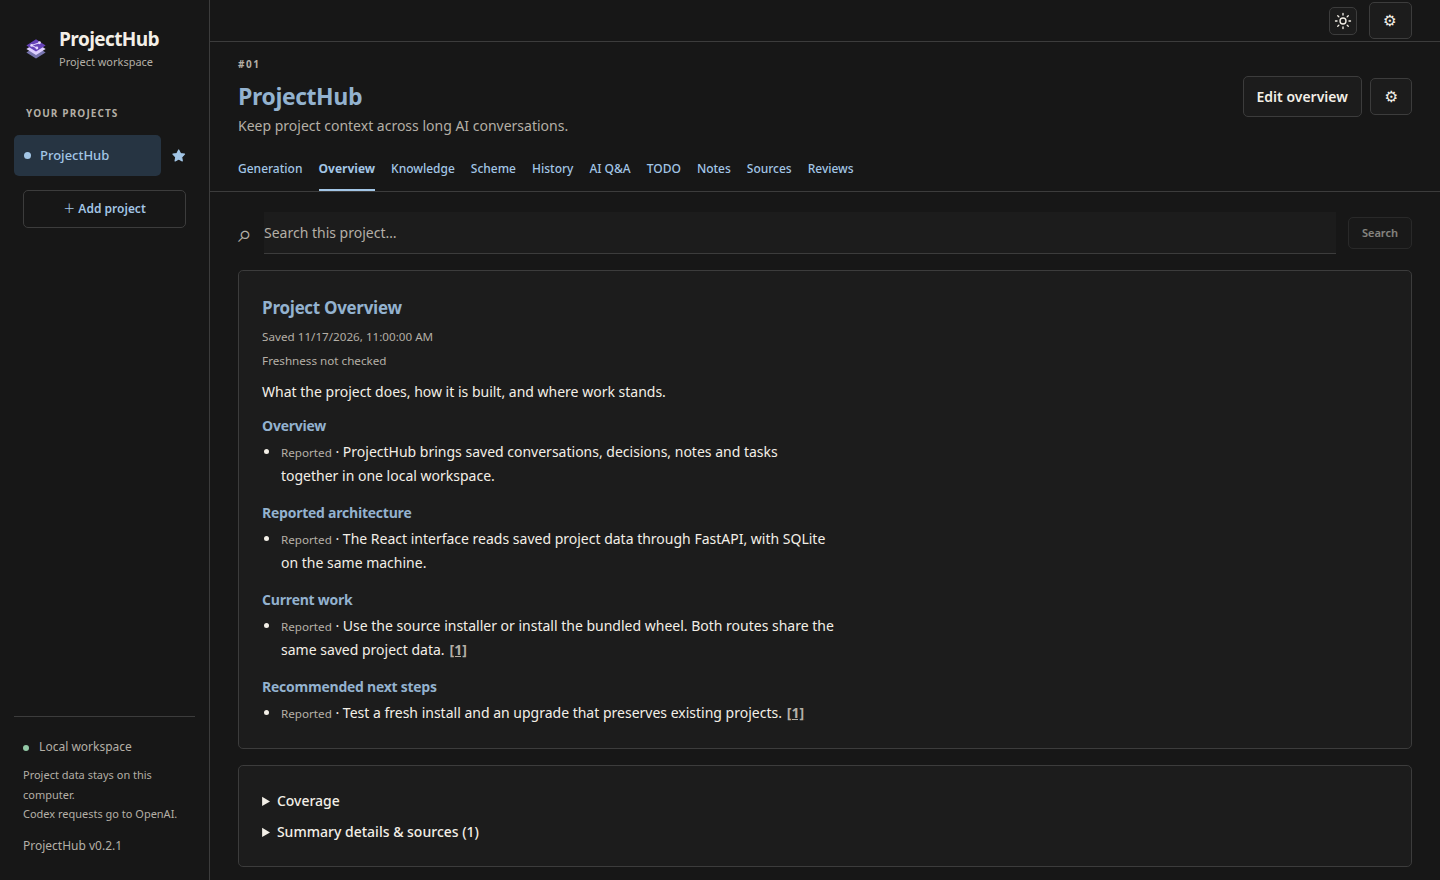 ProjectHub
Project workspace
YOUR PROJECTS
ProjectHub
+ Add project
Local workspace
Project data stays on this
computer.
Codex requests go to OpenAI.
ProjectHub v0.2.1
#01
ProjectHub
Keep project context across long AI conversations.
Edit overview
Generation Overview Knowledge Scheme History AI Q&A TODO Notes Sources Reviews
Search this project...
Search
Project Overview
Saved 11/17/2026, 11:00:00 AM
Freshness not checked
What the project does, how it is built, and where work stands.
Overview
• Reported · ProjectHub brings saved conversations, decisions, notes and tasks
together in one local workspace.
Reported architecture
• Reported · The React interface reads saved project data through FastAPI, with SQLite
on the same machine.
Current work
• Reported · Use the source installer or install the bundled wheel. Both routes share the
same saved project data. [1]
Recommended next steps
• Reported · Test a fresh install and an upgrade that preserves existing projects. [1]
▶ Coverage
▶ Summary details & sources (1)